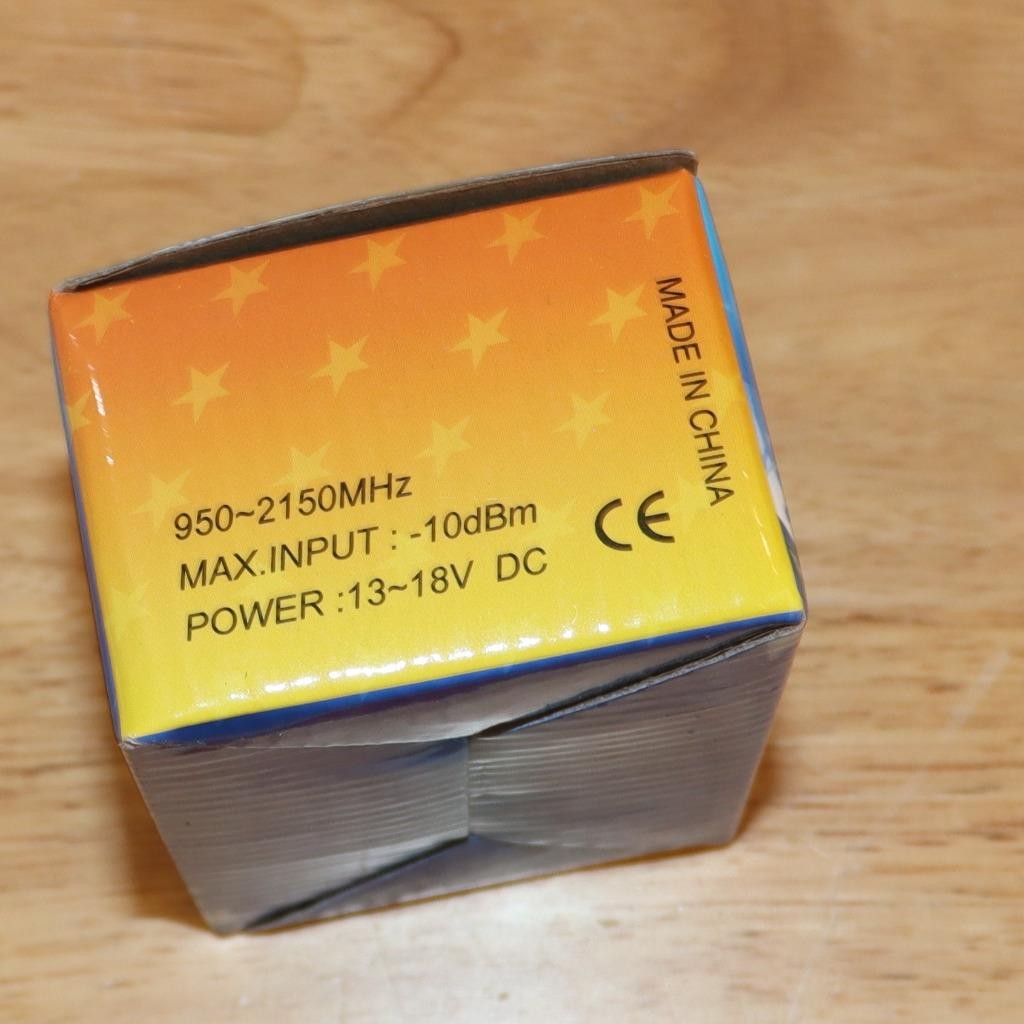 950~2150MHz
MAX.INPUT : -10dBm
POWER :13~18V DC
CE
MADE IN CHINA